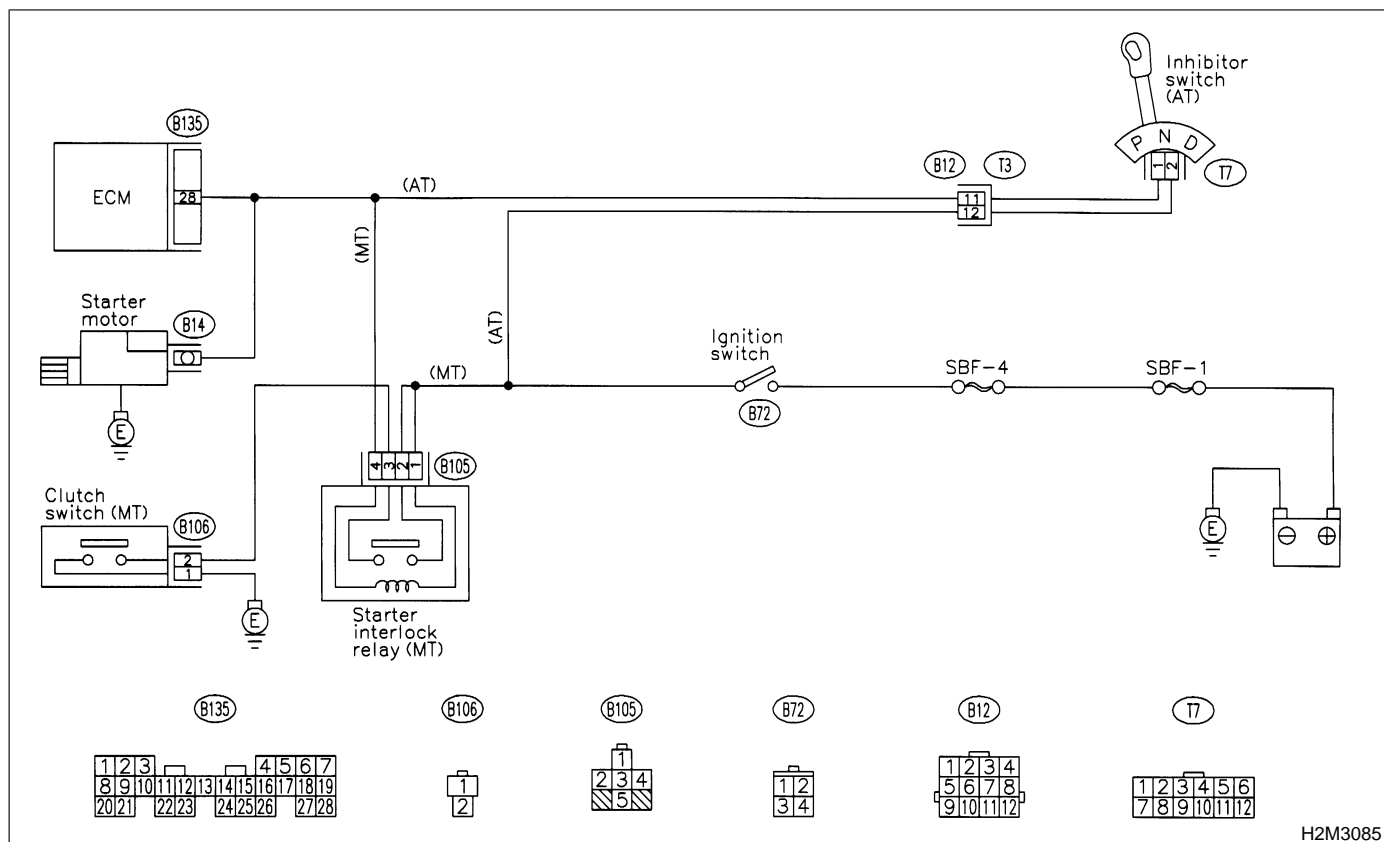 Inhibitor
switch
(AT)
P N D
1 2
T7
B135
ECM
28
(AT)
B12
T3
11
12
(MT)
Starter
motor
B14
E
(AT)
Ignition
switch
B72
SBF-4
SBF-1
(MT)
4 3 2 1
B105
Clutch
switch (MT)
B106
2
1
E
Starter
interlock
relay (MT)
E
⊖ ⊕
B135
B106
B105
B72
B12
T7
1 2 3 4 5 6 7
8 9 10 11 12 13 14 15 16 17 18 19
20 21 22 23 24 25 26 27 28
1
2
1
2 3 4
5
1 2
3 4
1 2 3 4
5 6 7 8
9 10 11 12
1 2 3 4 5 6
7 8 9 10 11 12
H2M3085